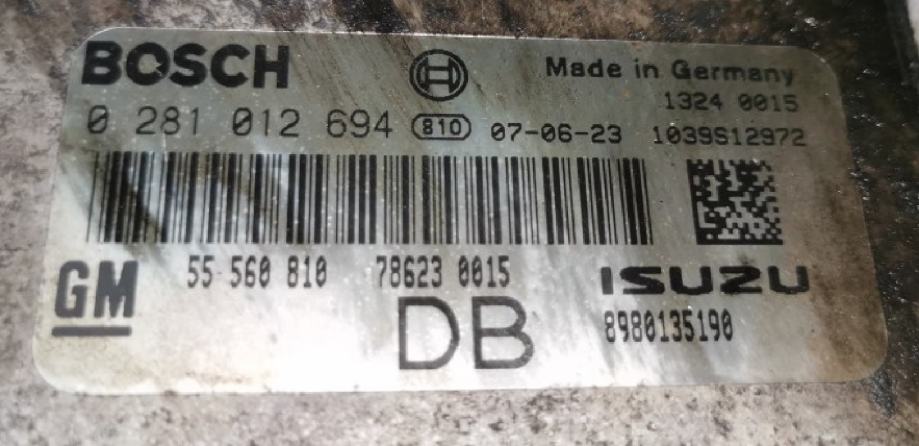 BOSCH Made in Germany
1324 0015
0 281 012 694 810 07-06-23 1039S12972
55 560 810 78623 0015 ISUZU
GM DB 8980135190